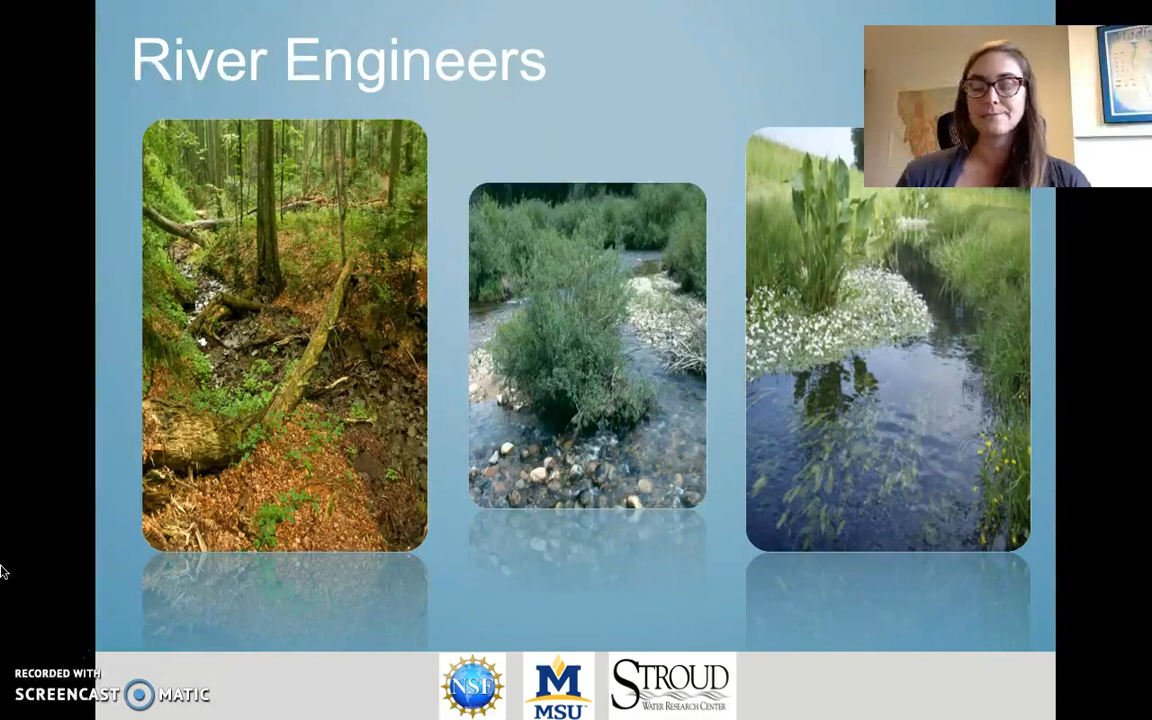 River Engineers
RECORDED WITH
SCREENCAST MATIC
NSF
M
MSU
STROUD
WATER RESEARCH CENTER